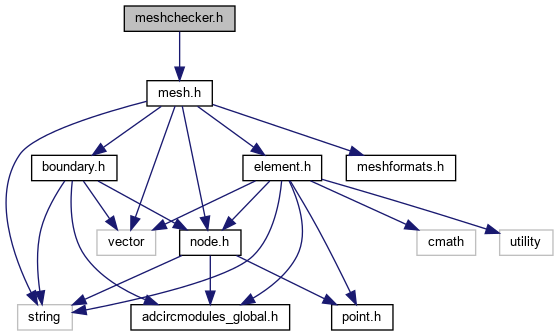 meshchecker.h
mesh.h
boundary.h
element.h
meshformats.h
vector
node.h
cmath
utility
string
adcircmodules_global.h
point.h